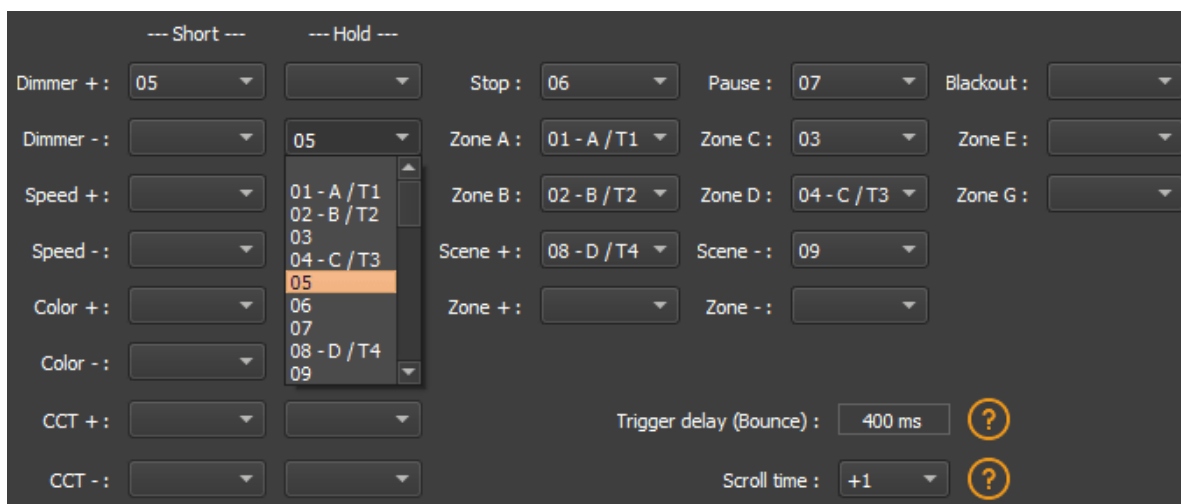 --- Short --- --- Hold ---
Dimmer + : 05 Stop : 06 Pause : 07 Blackout :
Dimmer - : 05 Zone A : 01 - A / T1 Zone C : 03 Zone E :
Speed + : Zone B : 02 - B / T2 Zone D : 04 - C / T3 Zone G :
Speed - : Scene + : 08 - D / T4 Scene - : 09
Color + : Zone + : Zone - :
Color - :
01 - A / T1
02 - B / T2
03
04 - C / T3
05
06
07
08 - D / T4
09
CCT + : Trigger delay (Bounce) : 400 ms ?
CCT - : Scroll time : +1 ?